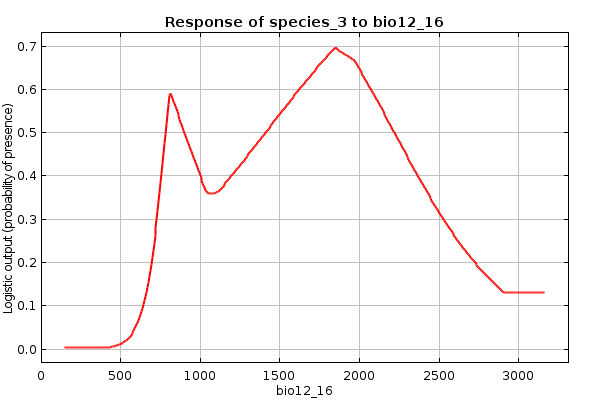 Response of species_3 to bio12_16
Logistic output (probability of presence)
0.7
0.6
0.5
0.4
0.3
0.2
0.1
0.0
0 500 1000 1500 2000 2500 3000
bio12_16